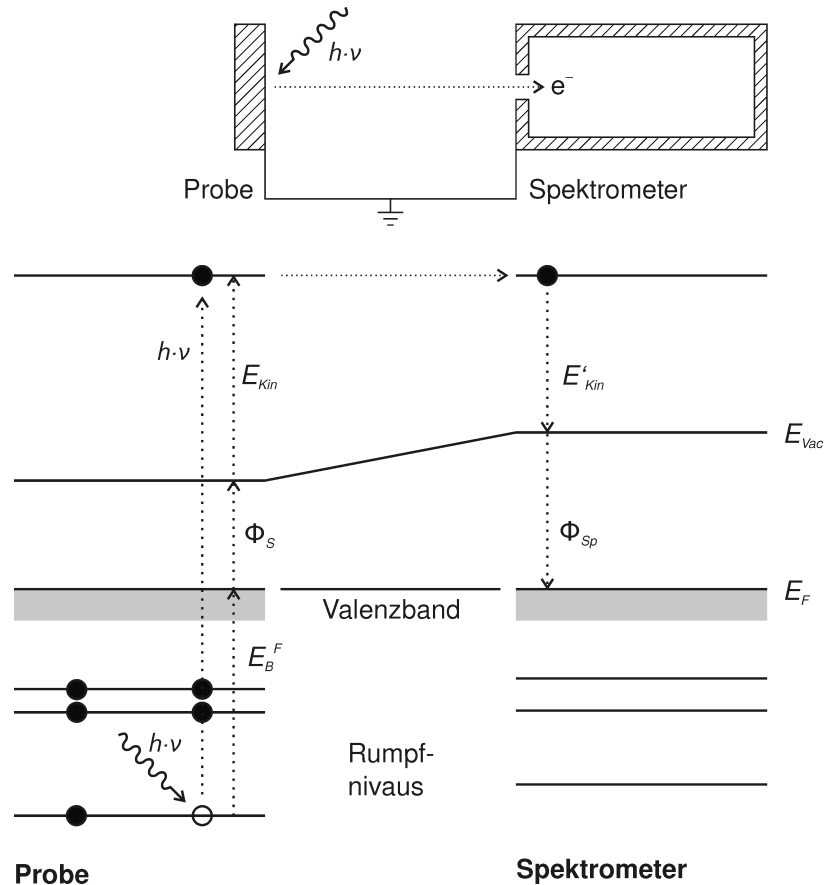 h·ν
e⁻
Probe
Spektrometer
h·ν
E_Kin
E‘_Kin
E_Vac
Φ_S
Φ_Sp
Valenzband
E_F
E_B^F
h·ν
Rumpf-
nivaus
Probe
Spektrometer